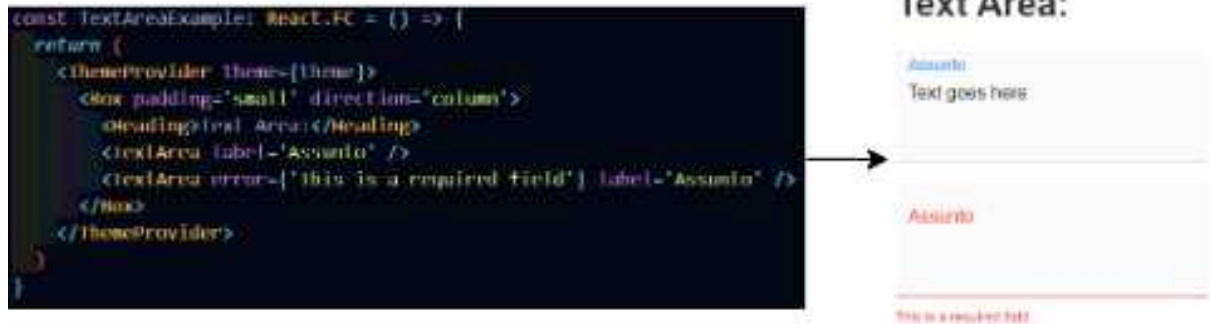 const TextAreaExample: React.FC = () => {
return (
<ThemeProvider theme={theme}>
<Box padding='small' direction='column'>
<Heading>Text Area:</Heading>
<TextArea label='Assunto' />
<TextArea error={'This is a required field'} label='Assunto' />
</Box>
</ThemeProvider>
)
}
Text Area:
Assunto
Text goes here
Assunto
This is a required field